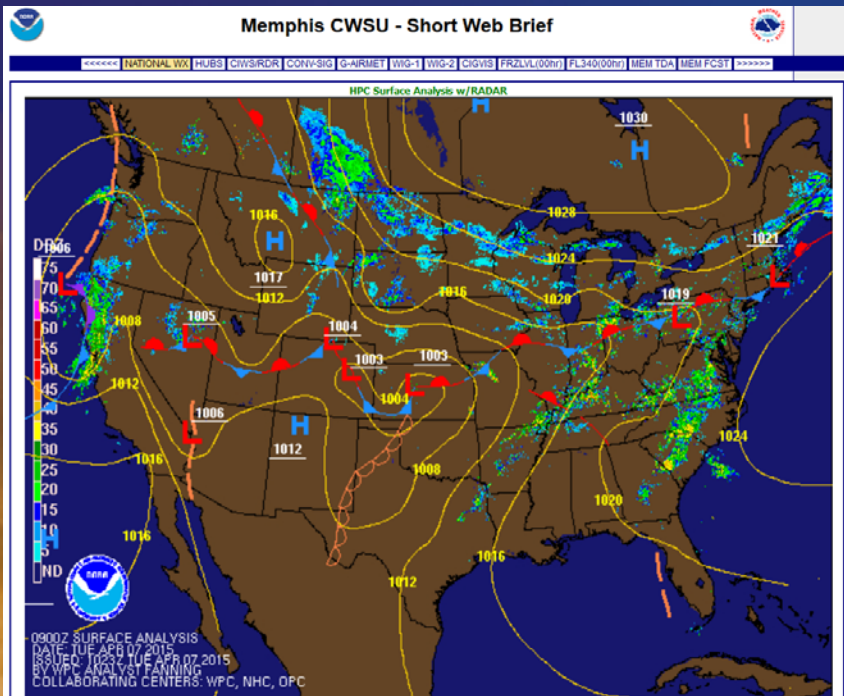 Memphis CWSU - Short Web Brief
<<<<<< NATIONAL WX HUBS CIWS/RDR CONV-SIG G-AIRMET WIG-1 WIG-2 CIGVIS FRZLVL(00hr) FL340(00hr) MEM TDA MEM FCST >>>>>>
HPC Surface Analysis w/RADAR
H
1030
H
1016
1028
H
1024
1021
L
1006
L
1017
1012
1016
1020
1019
L
DBZ
75
70
65
60
55
50
45
40
35
30
25
20
15
10
5
ND
1008
1005
L
1004
L
1003
L
1003
L
1004
1012
1006
L
H
1012
1016
1008
1024
1020
1016
H
1016
1012
noaa
0900Z SURFACE ANALYSIS
DATE: TUE APR 07 2015
ISSUED: 1023Z TUE APR 07 2015
BY WPC ANALYST FANNING
COLLABORATING CENTERS: WPC, NHC, OPC